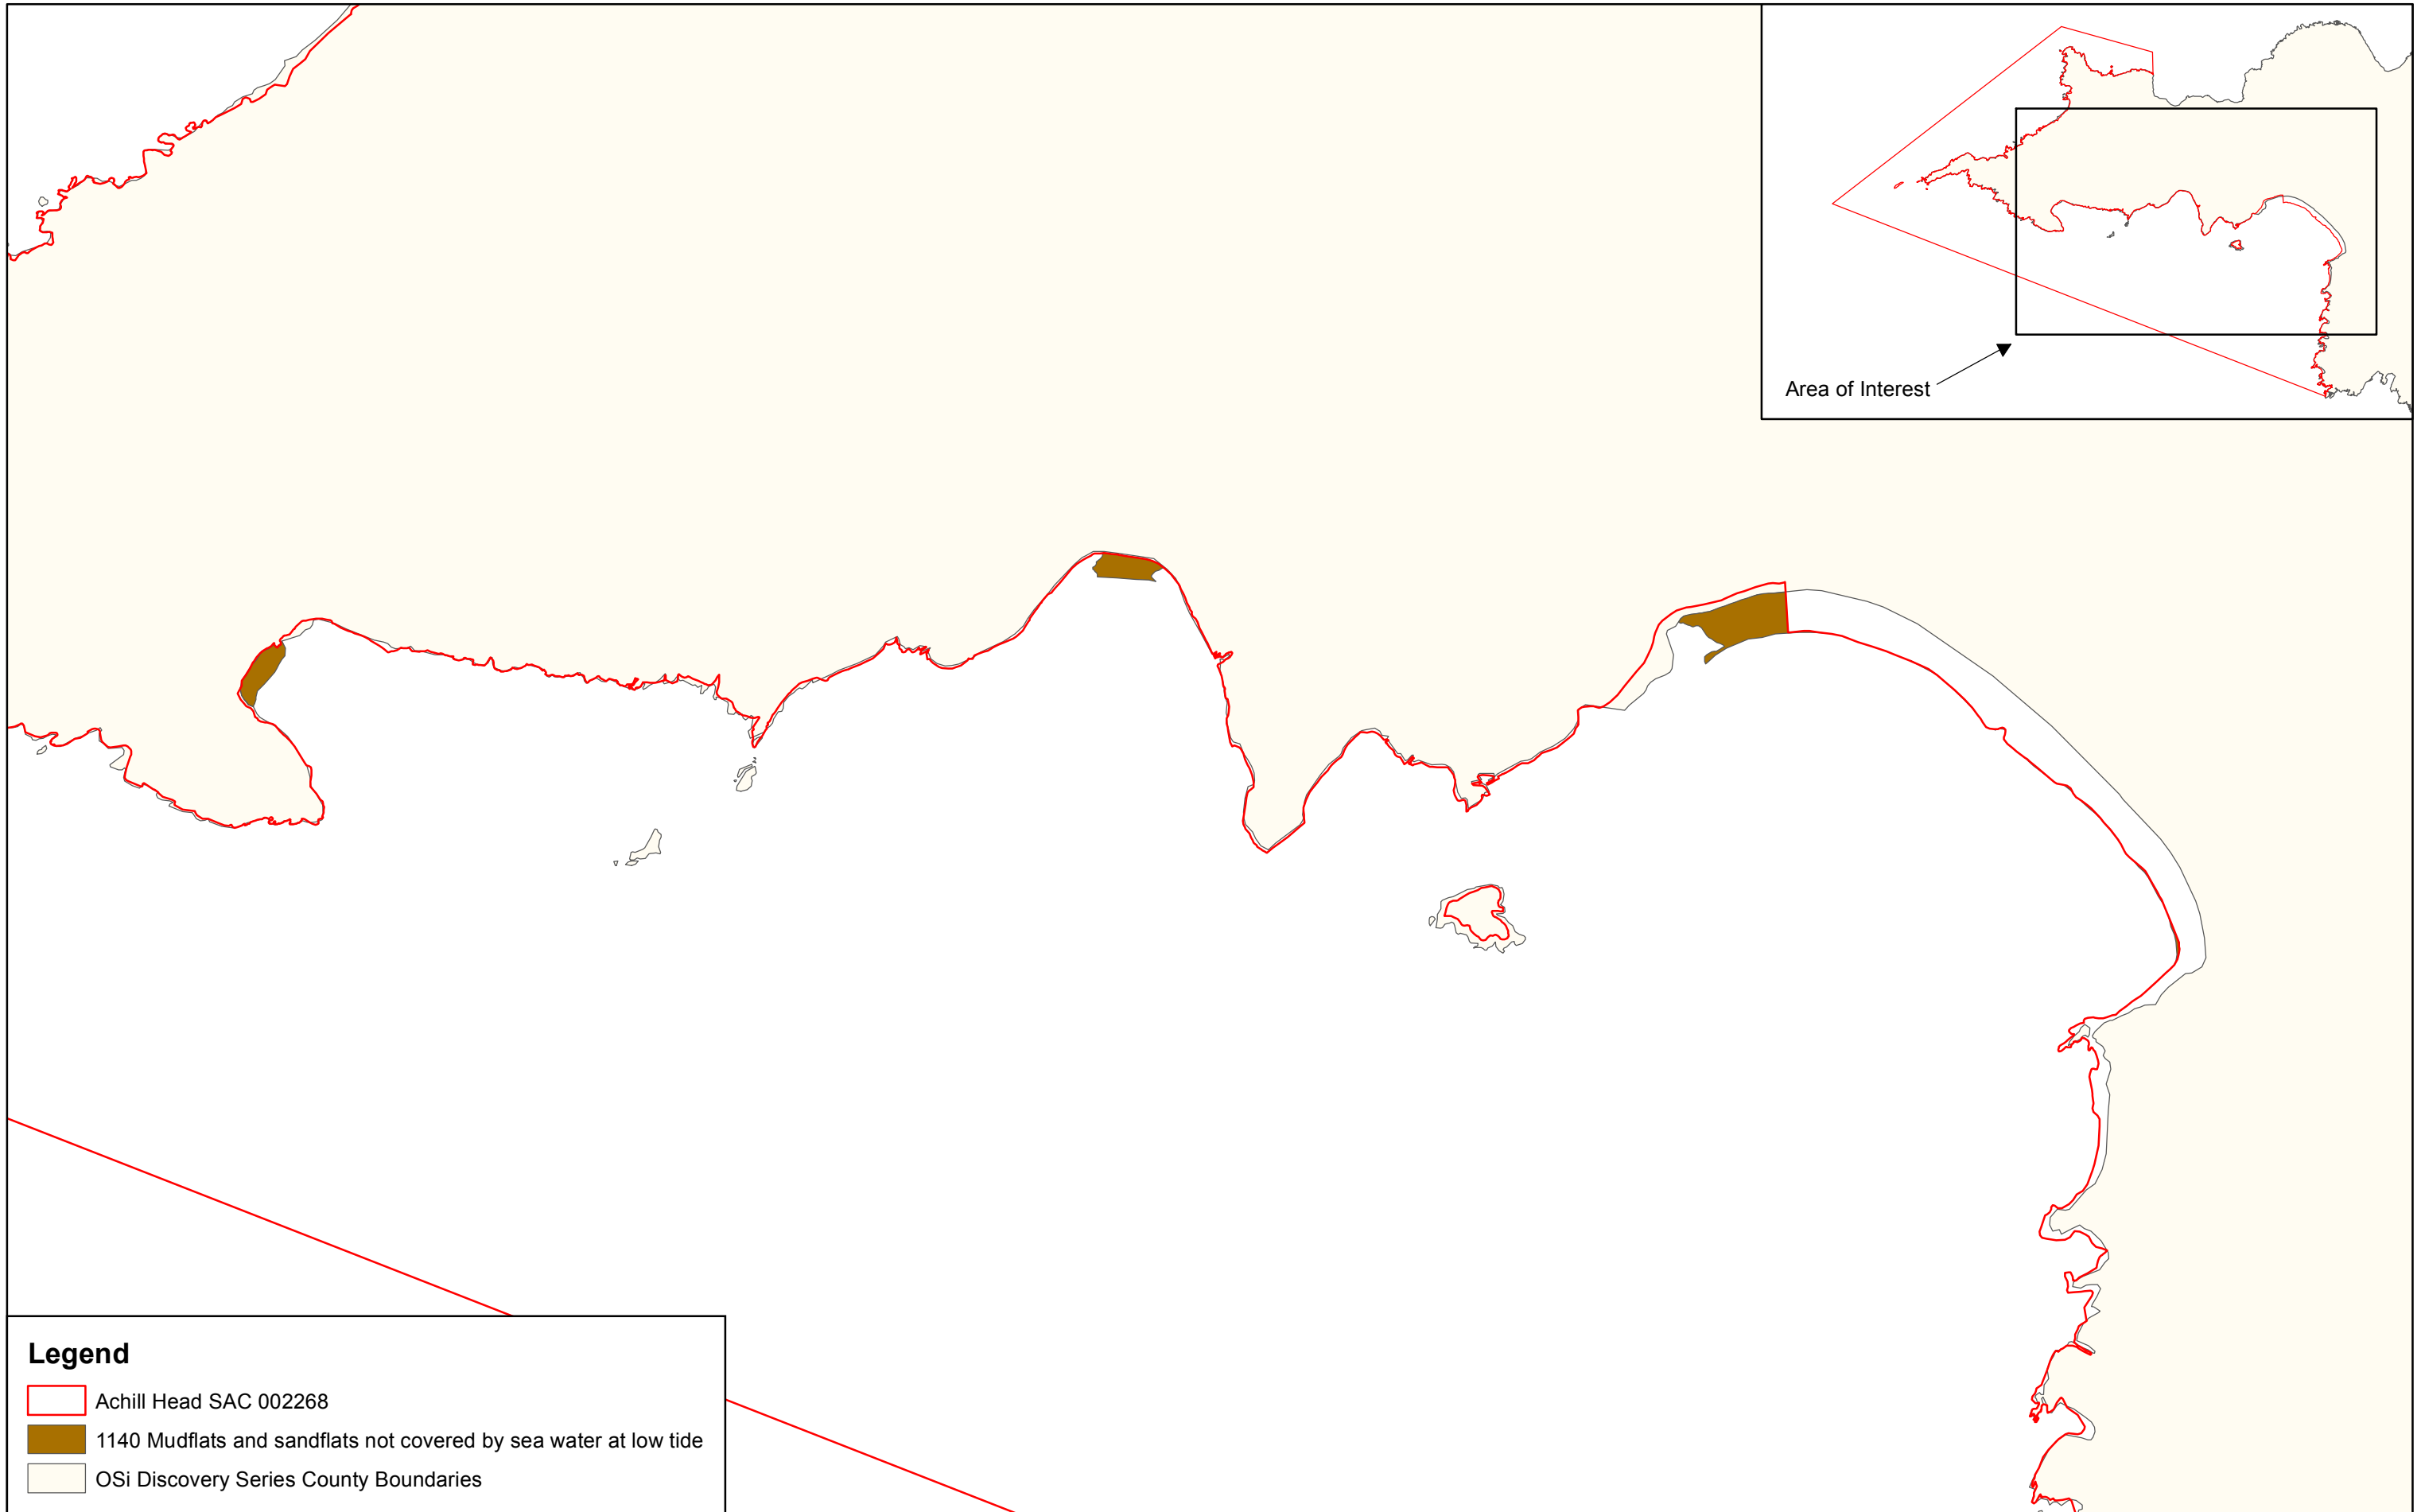 Area of Interest
Legend
Achill Head SAC 002268
1140 Mudflats and sandflats not covered by sea water at low tide
OSi Discovery Series County Boundaries